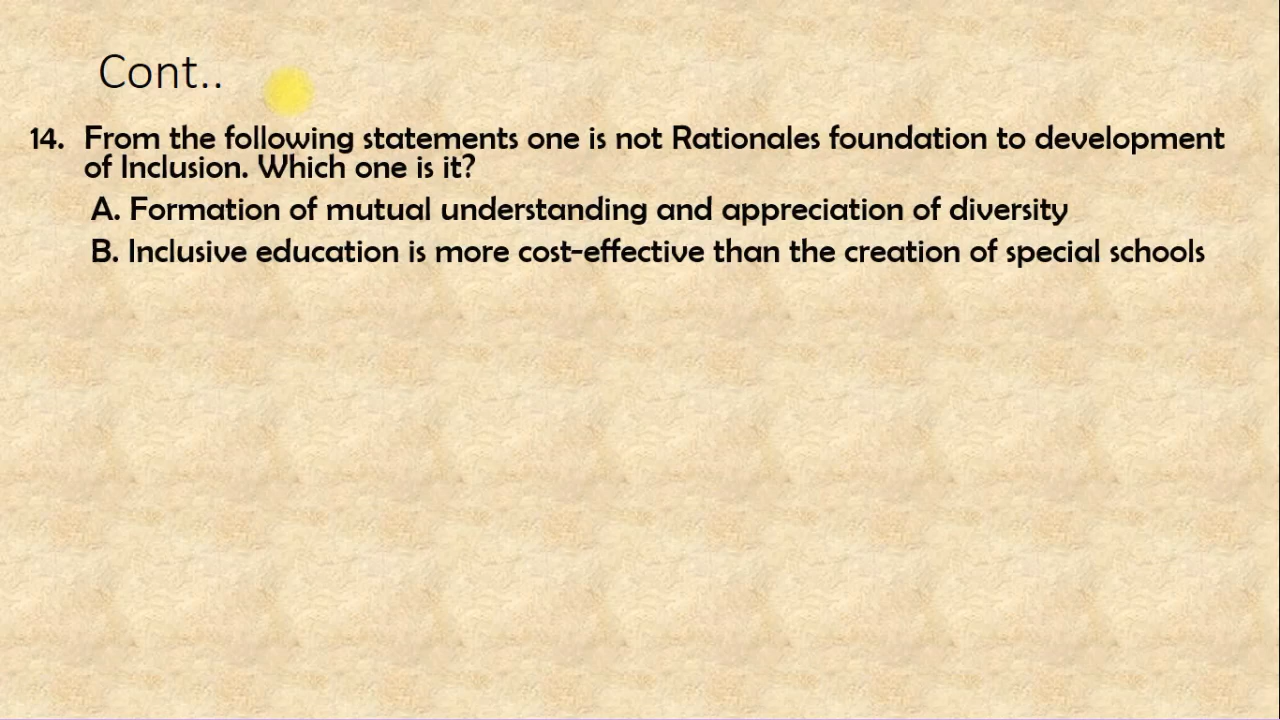 Cont..
14. From the following statements one is not Rationales foundation to development
of Inclusion. Which one is it?
A. Formation of mutual understanding and appreciation of diversity
B. Inclusive education is more cost-effective than the creation of special schools